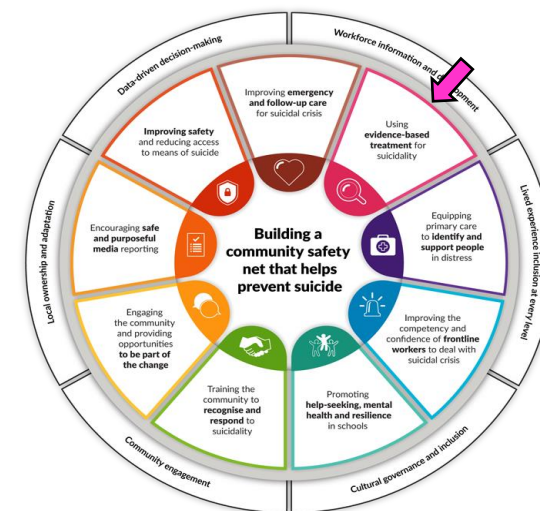 Data-driven decision-making
Workforce information and development
Lived experience inclusion at every level
Cultural governance and inclusion
Community engagement
Local ownership and adaptation
Improving emergency
and follow-up care
for suicidal crisis
Using
evidence-based
treatment for
suicidality
Equipping
primary care
to identify and
support people
in distress
Improving the
competency and
confidence of frontline
workers to deal with
suicidal crisis
Promoting
help-seeking, mental
health and resilience
in schools
Training the
community to
recognise and
respond to
suicidality
Engaging
the community
and providing
opportunities
to be part of
the change
Encouraging safe
and purposeful
media reporting
Improving safety
and reducing access
to means of suicide
Building a
community safety
net that helps
prevent suicide